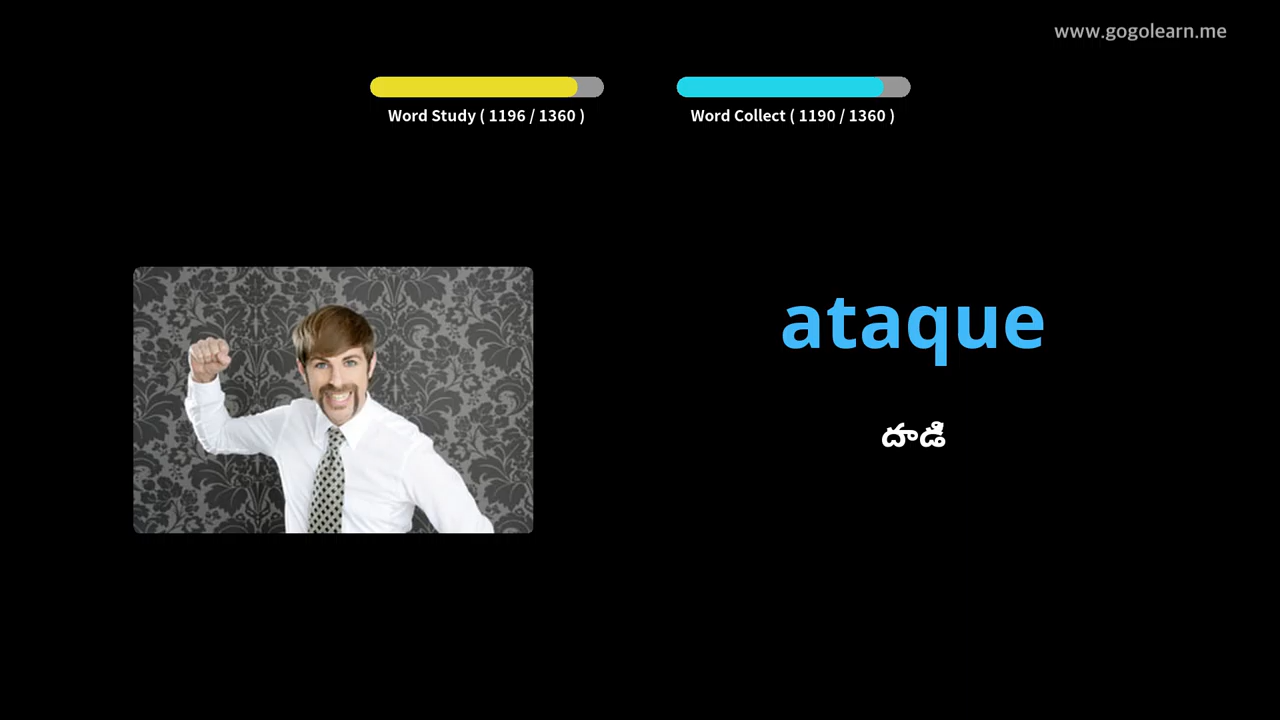 www.gogolearn.me
Word Study ( 1196 / 1360 )
Word Collect ( 1190 / 1360 )
ataque
దాడి